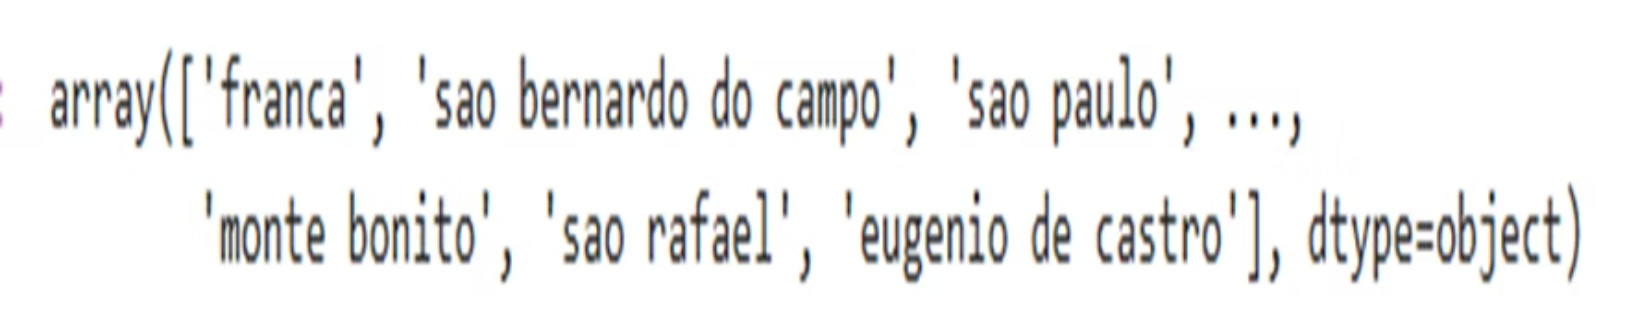 : array(['franca', 'sao bernardo do campo', 'sao paulo', ...,
'monte bonito', 'sao rafael', 'eugenio de castro'], dtype=object)